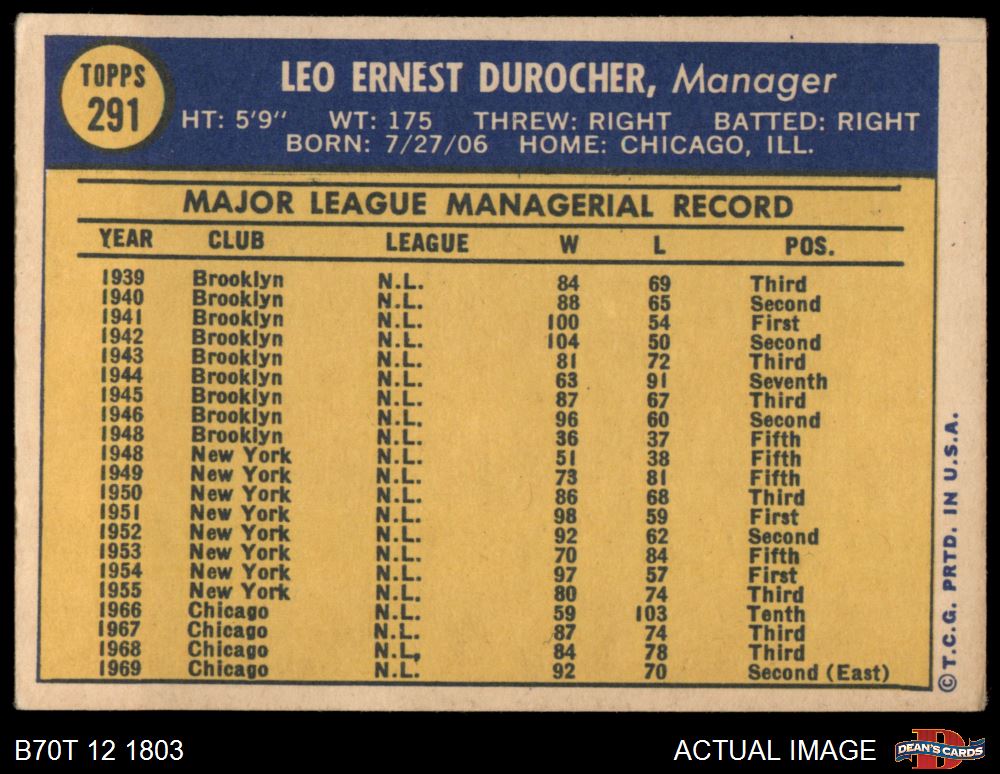 TOPPS
291
LEO ERNEST DUROCHER, Manager
HT: 5'9" WT: 175 THREW: RIGHT BATTED: RIGHT
BORN: 7/27/06 HOME: CHICAGO, ILL.
MAJOR LEAGUE MANAGERIAL RECORD
YEAR CLUB LEAGUE W L POS.
1939 Brooklyn N.L. 84 69 Third
1940 Brooklyn N.L. 88 65 Second
1941 Brooklyn N.L. 100 54 First
1942 Brooklyn N.L. 104 50 Second
1943 Brooklyn N.L. 81 72 Third
1944 Brooklyn N.L. 63 91 Seventh
1945 Brooklyn N.L. 87 67 Third
1946 Brooklyn N.L. 96 60 Second
1948 Brooklyn N.L. 36 37 Fifth
1948 New York N.L. 51 38 Fifth
1949 New York N.L. 73 81 Fifth
1950 New York N.L. 86 68 Third
1951 New York N.L. 98 59 First
1952 New York N.L. 92 62 Second
1953 New York N.L. 70 84 Fifth
1954 New York N.L. 97 57 First
1955 New York N.L. 80 74 Third
1966 Chicago N.L. 59 103 Tenth
1967 Chicago N.L. 87 74 Third
1968 Chicago N.L. 84 78 Third
1969 Chicago N.L. 92 70 Second (East)
©T.C.G. PRTD. IN U.S.A.
B70T 12 1803
ACTUAL IMAGE
DEAN'S CARDS